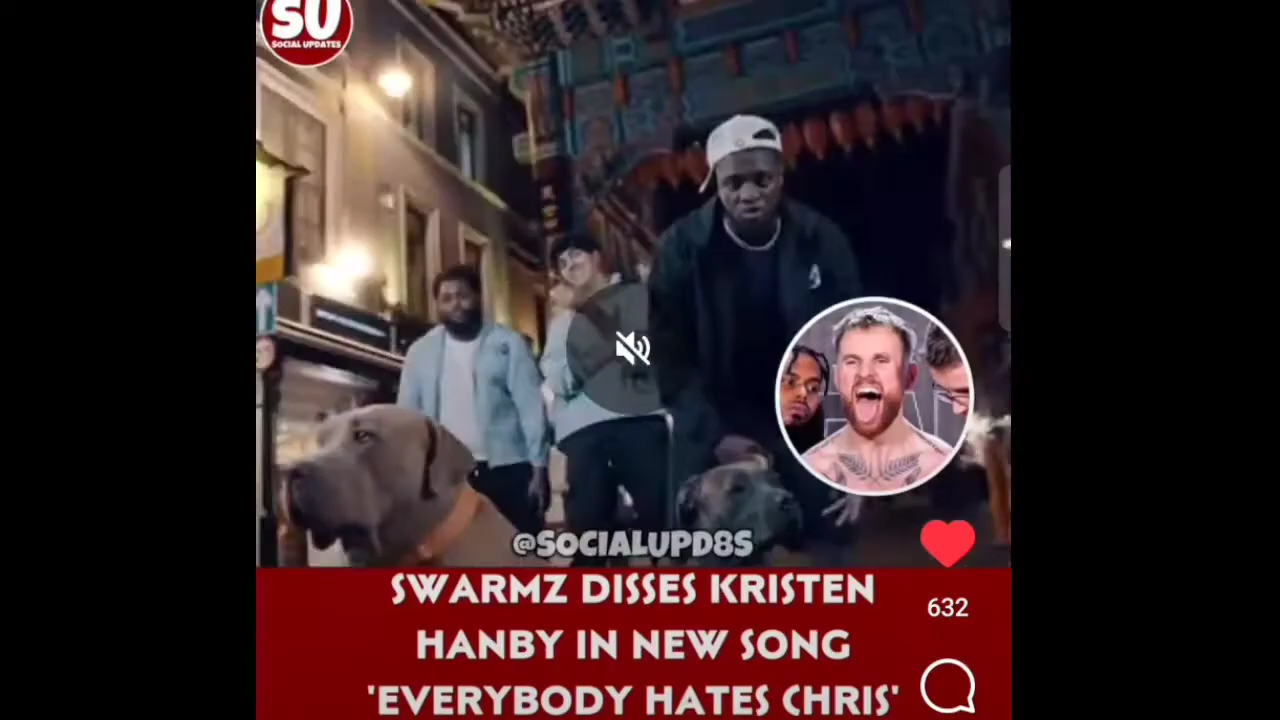 SU
SOCIAL UPDATES
@SOCIALUPD8S
SWARMZ DISSES KRISTEN
HANBY IN NEW SONG
'EVERYBODY HATES CHRIS'
632